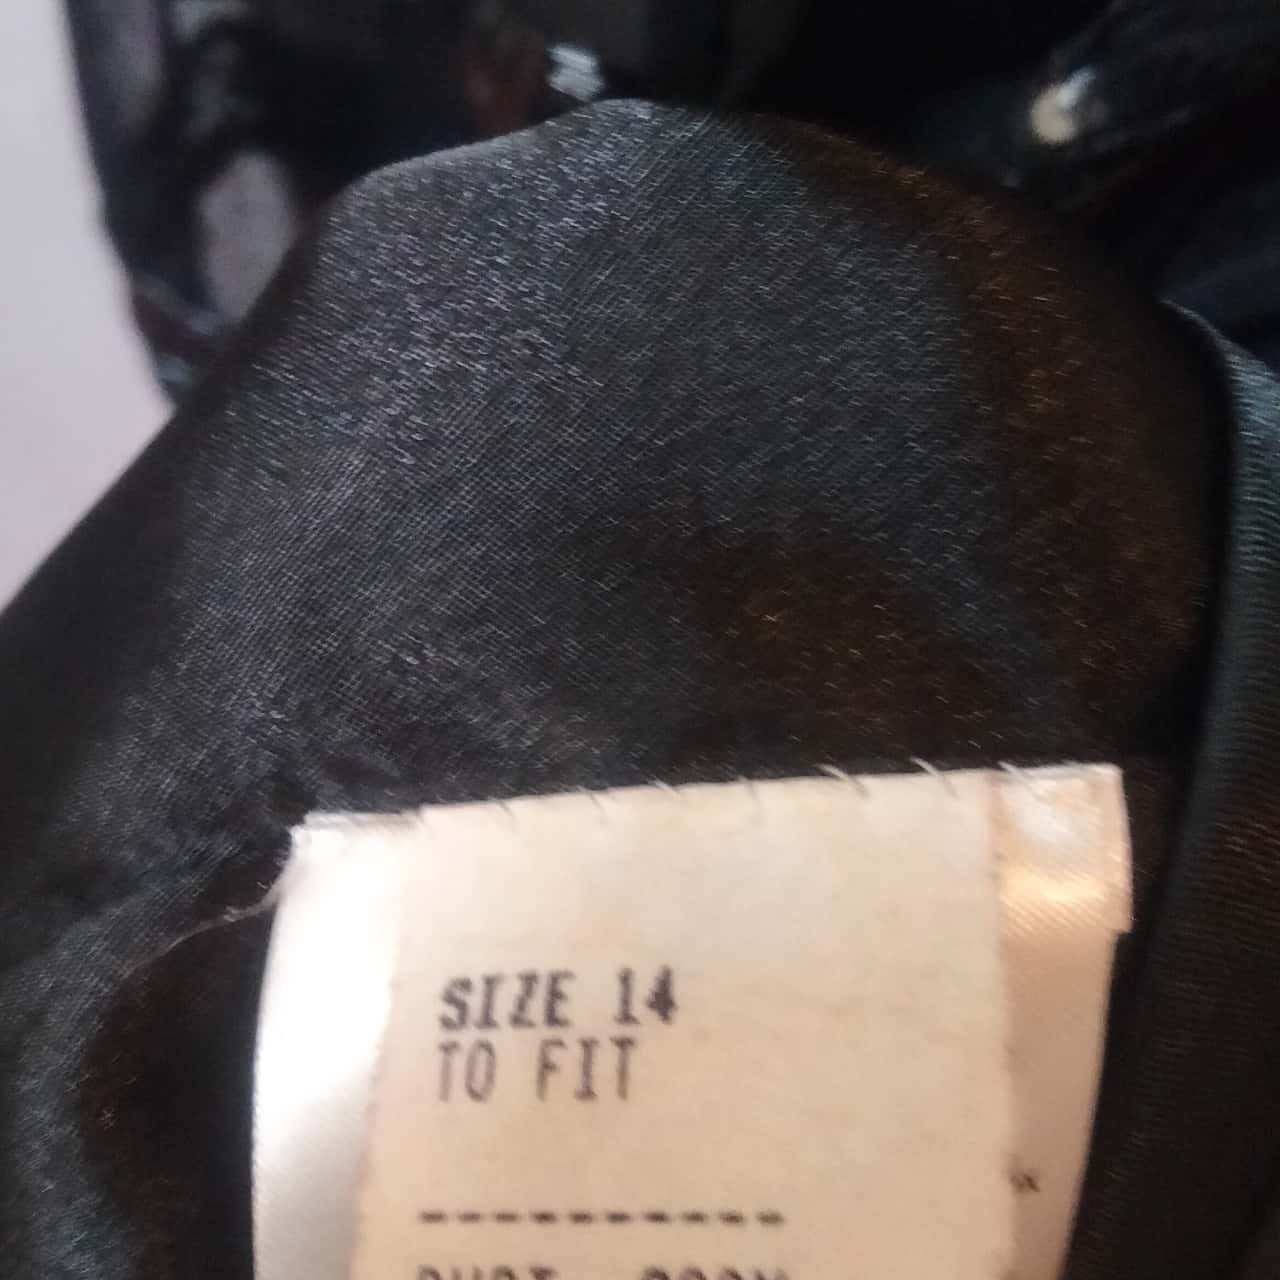 SIZE 14
TO FIT
-----------